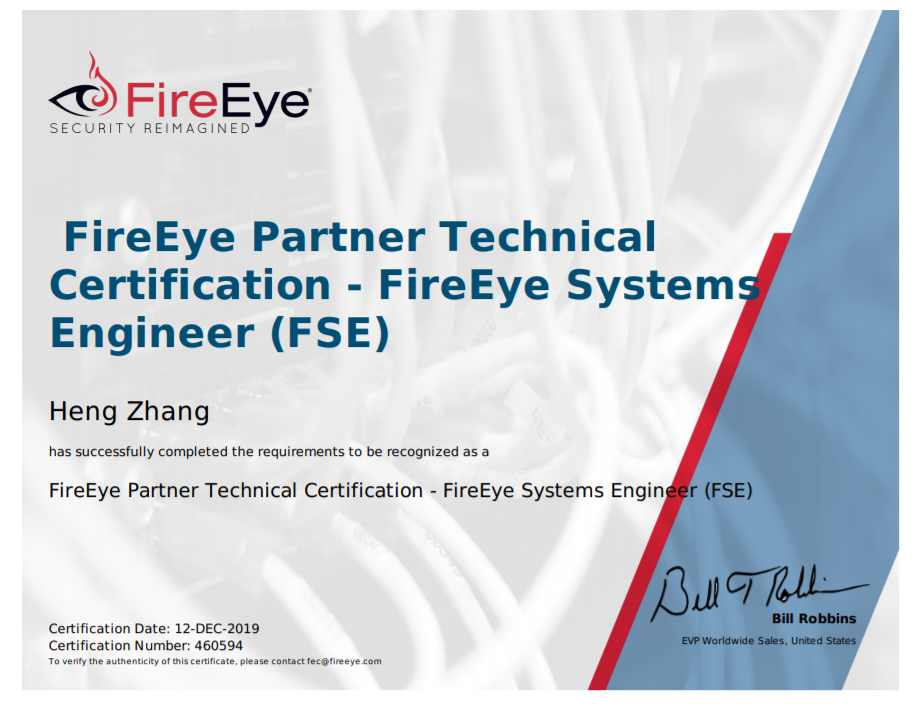 FireEye®
SECURITY REIMAGINED
FireEye Partner Technical
Certification - FireEye Systems
Engineer (FSE)
Heng Zhang
has successfully completed the requirements to be recognized as a
FireEye Partner Technical Certification - FireEye Systems Engineer (FSE)
Bill T Robbins
Bill Robbins
EVP Worldwide Sales, United States
Certification Date: 12-DEC-2019
Certification Number: 460594
To verify the authenticity of this certificate, please contact fec@fireeye.com